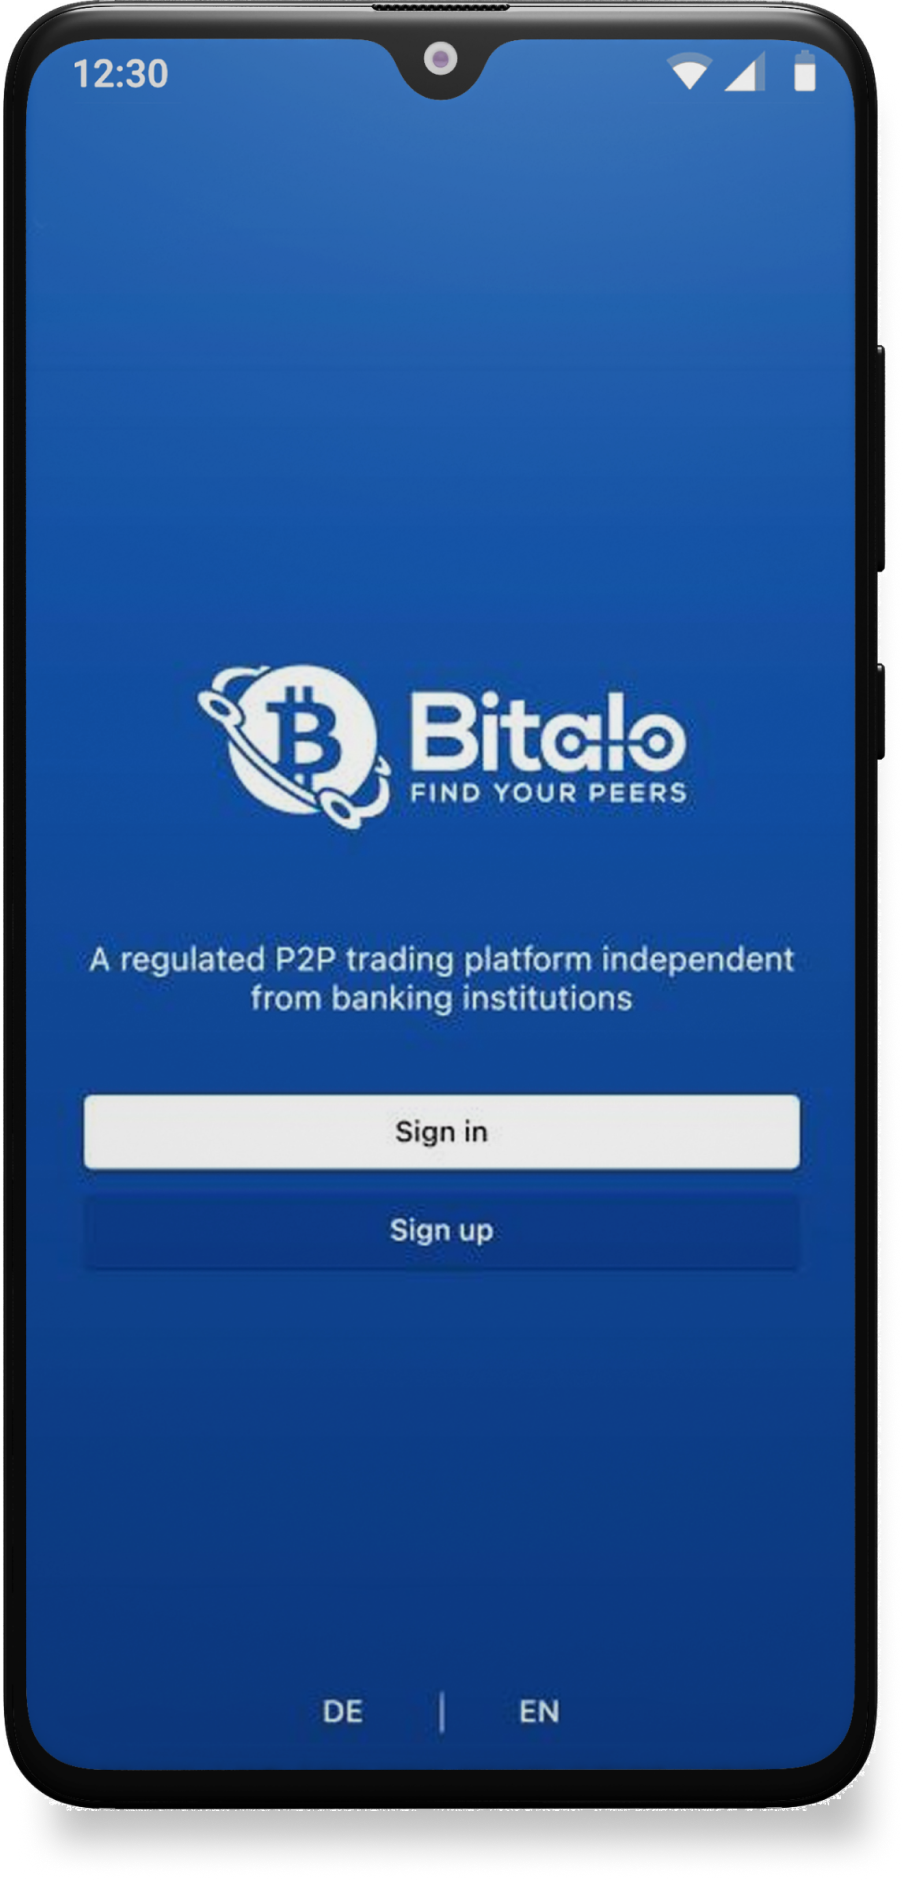 12:30
Bitalo
FIND YOUR PEERS
A regulated P2P trading platform independent
from banking institutions
Sign in
Sign up
DE | EN